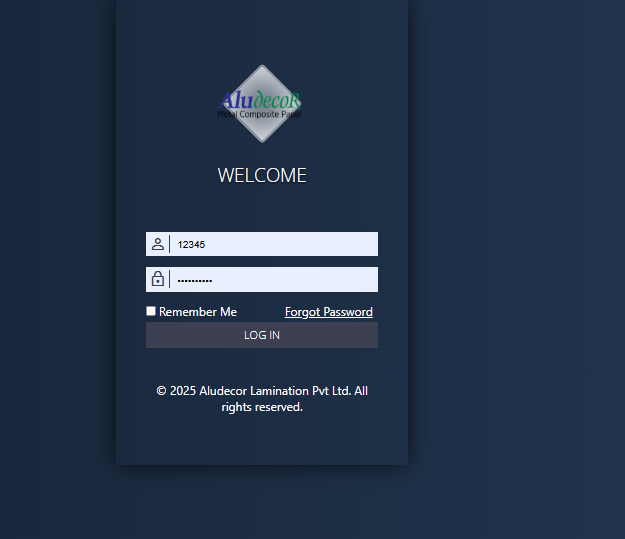 AludecoR
Metal Composite Panel
WELCOME
12345
••••••••••
Remember Me
Forgot Password
LOG IN
© 2025 Aludecor Lamination Pvt Ltd. All
rights reserved.